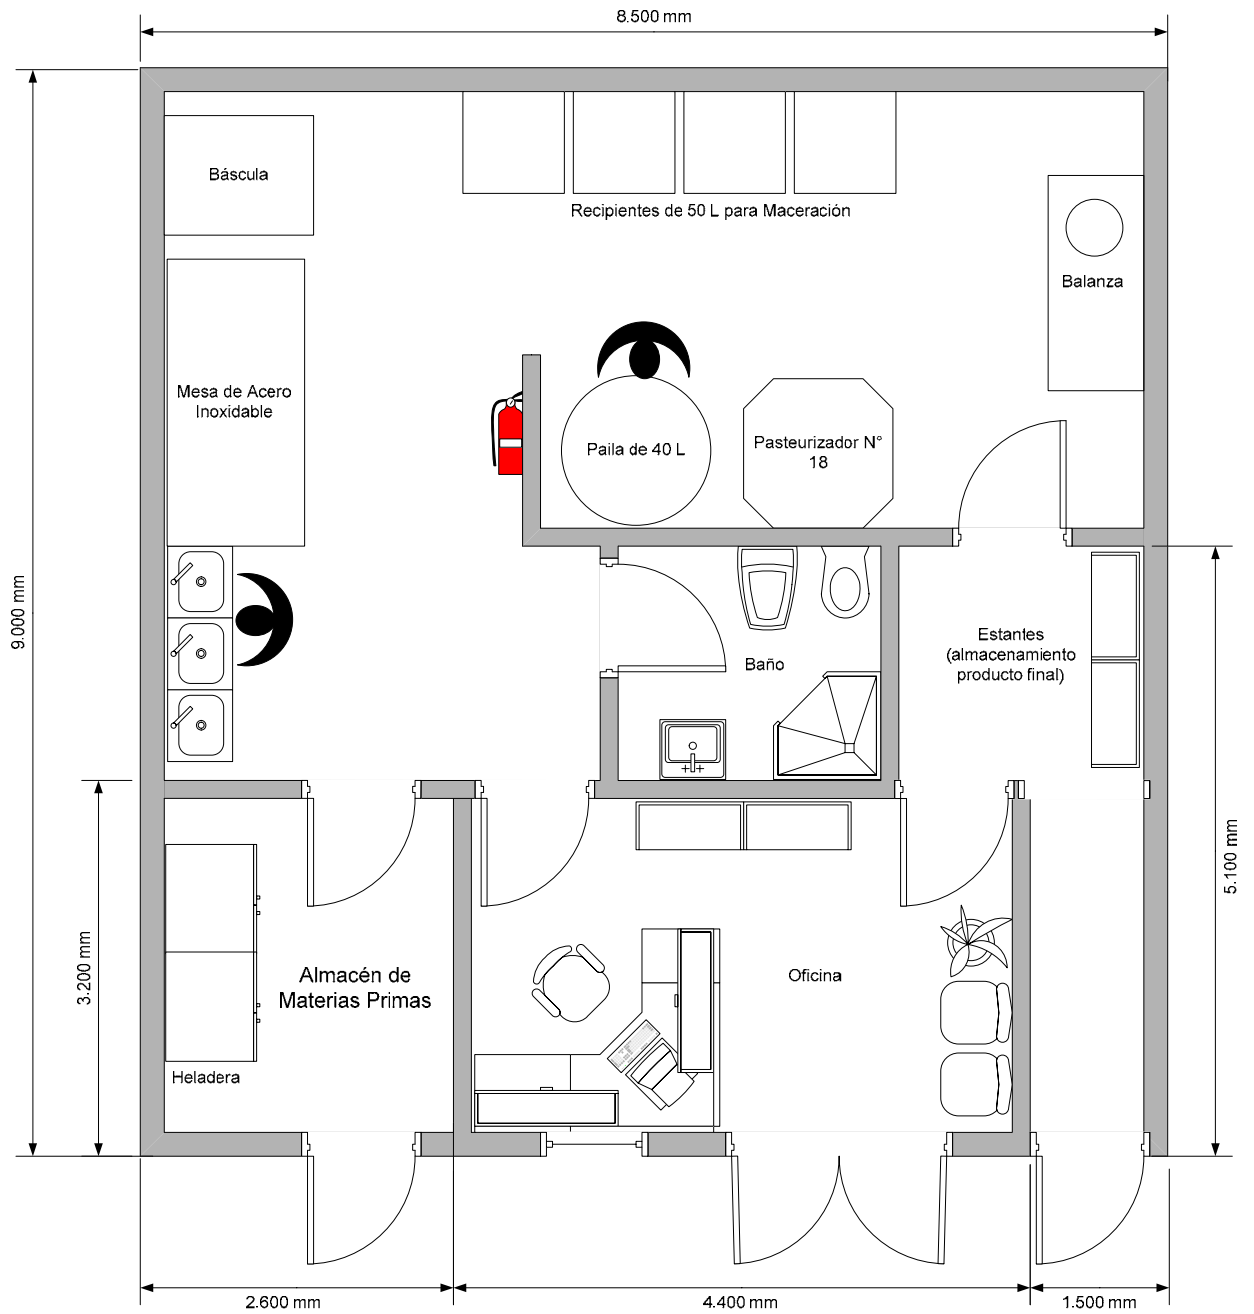 8.500 mm
Báscula
Recipientes de 50 L para Maceración
Balanza
Mesa de Acero
Inoxidable
Paila de 40 L
Pasteurizador N°
18
9.000 mm
Estantes
(almacenamiento
producto final)
Baño
5.100 mm
3.200 mm
Almacén de
Materias Primas
Oficina
Heladera
2.600 mm
4.400 mm
1.500 mm